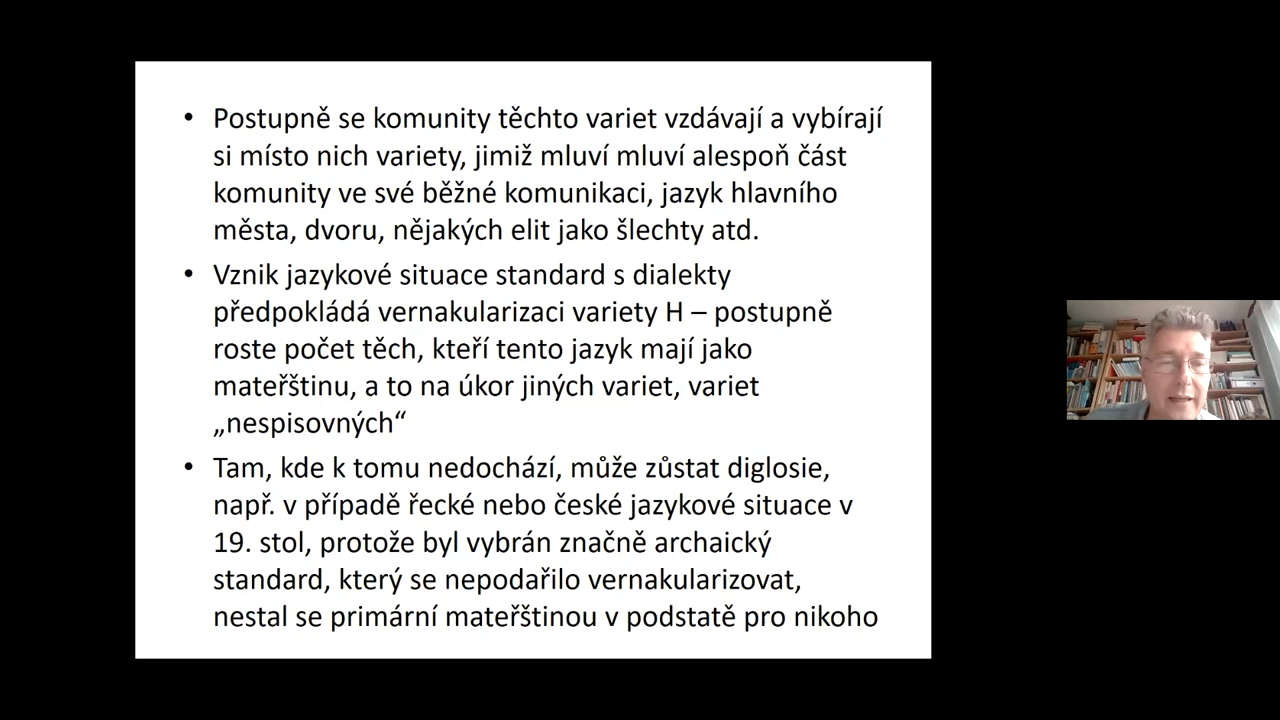 • Postupně se komunity těchto variet vzdávají a vybírají
si místo nich variety, jimiž mluví mluví alespoň část
komunity ve své běžné komunikaci, jazyk hlavního
města, dvoru, nějakých elit jako šlechty atd.
• Vznik jazykové situace standard s dialekty
předpokládá vernakularizaci variety H – postupně
roste počet těch, kteří tento jazyk mají jako
mateřštinu, a to na úkor jiných variet, variet
„nespisovných“
• Tam, kde k tomu nedochází, může zůstat diglosie,
např. v případě řecké nebo české jazykové situace v
19. stol, protože byl vybrán značně archaický
standard, který se nepodařilo vernakularizovat,
nestal se primární mateřštinou v podstatě pro nikoho